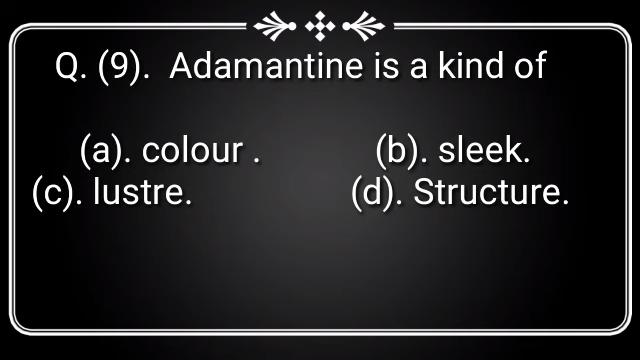 Q. (9). Adamantine is a kind of
(a). colour . (b). sleek.
(c). lustre. (d). Structure.